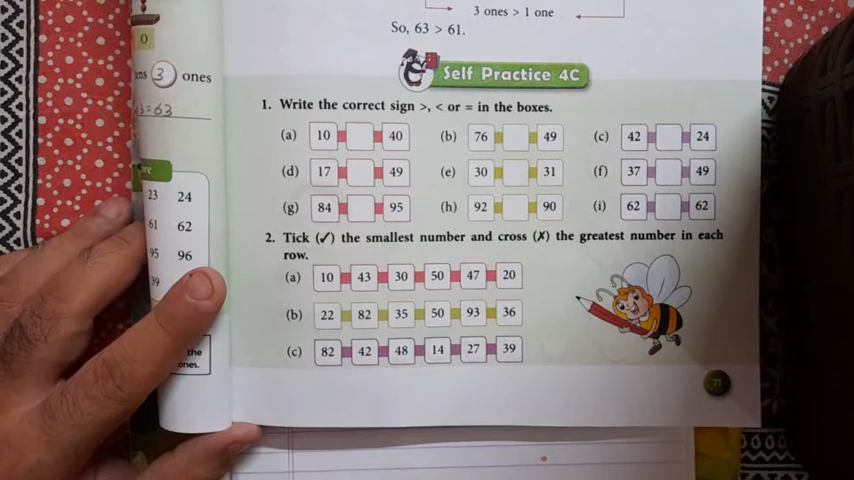 3 ones > 1 one
So, 63 > 61.
Self Practice 4C
1. Write the correct sign >, < or = in the boxes.
(a) 10 40 (b) 76 49 (c) 42 24
(d) 17 49 (e) 30 31 (f) 37 49
(g) 84 95 (h) 92 90 (i) 62 62
2. Tick (✓) the smallest number and cross (✗) the greatest number in each
row.
(a) 10 43 30 50 47 20
(b) 22 82 35 50 93 36
(c) 82 42 48 14 27 39
71
0
3 ones
=63
23 24
61 62
95 96
39
the
ones.